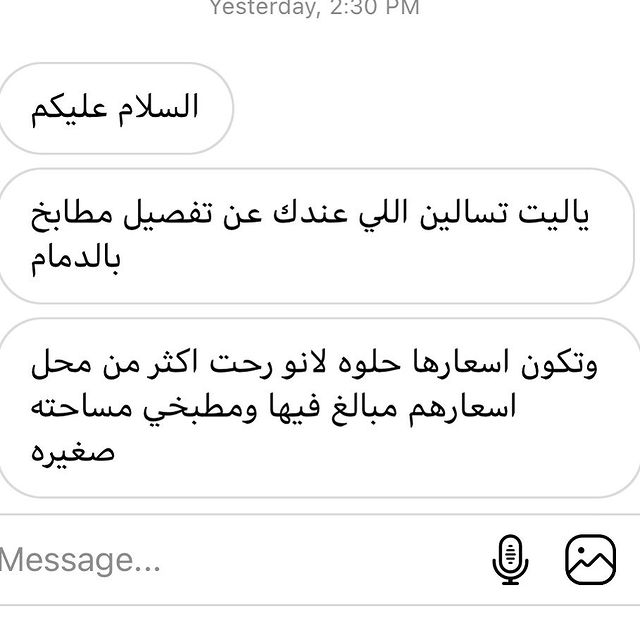 Yesterday, 2:30 PM
السلام عليكم
ياليت تسالين اللي عندك عن تفصيل مطابخ
بالدمام
وتكون اسعارها حلوه لانو رحت اكثر من محل
اسعارهم مبالغ فيها ومطبخي مساحته
صغيره
Message...